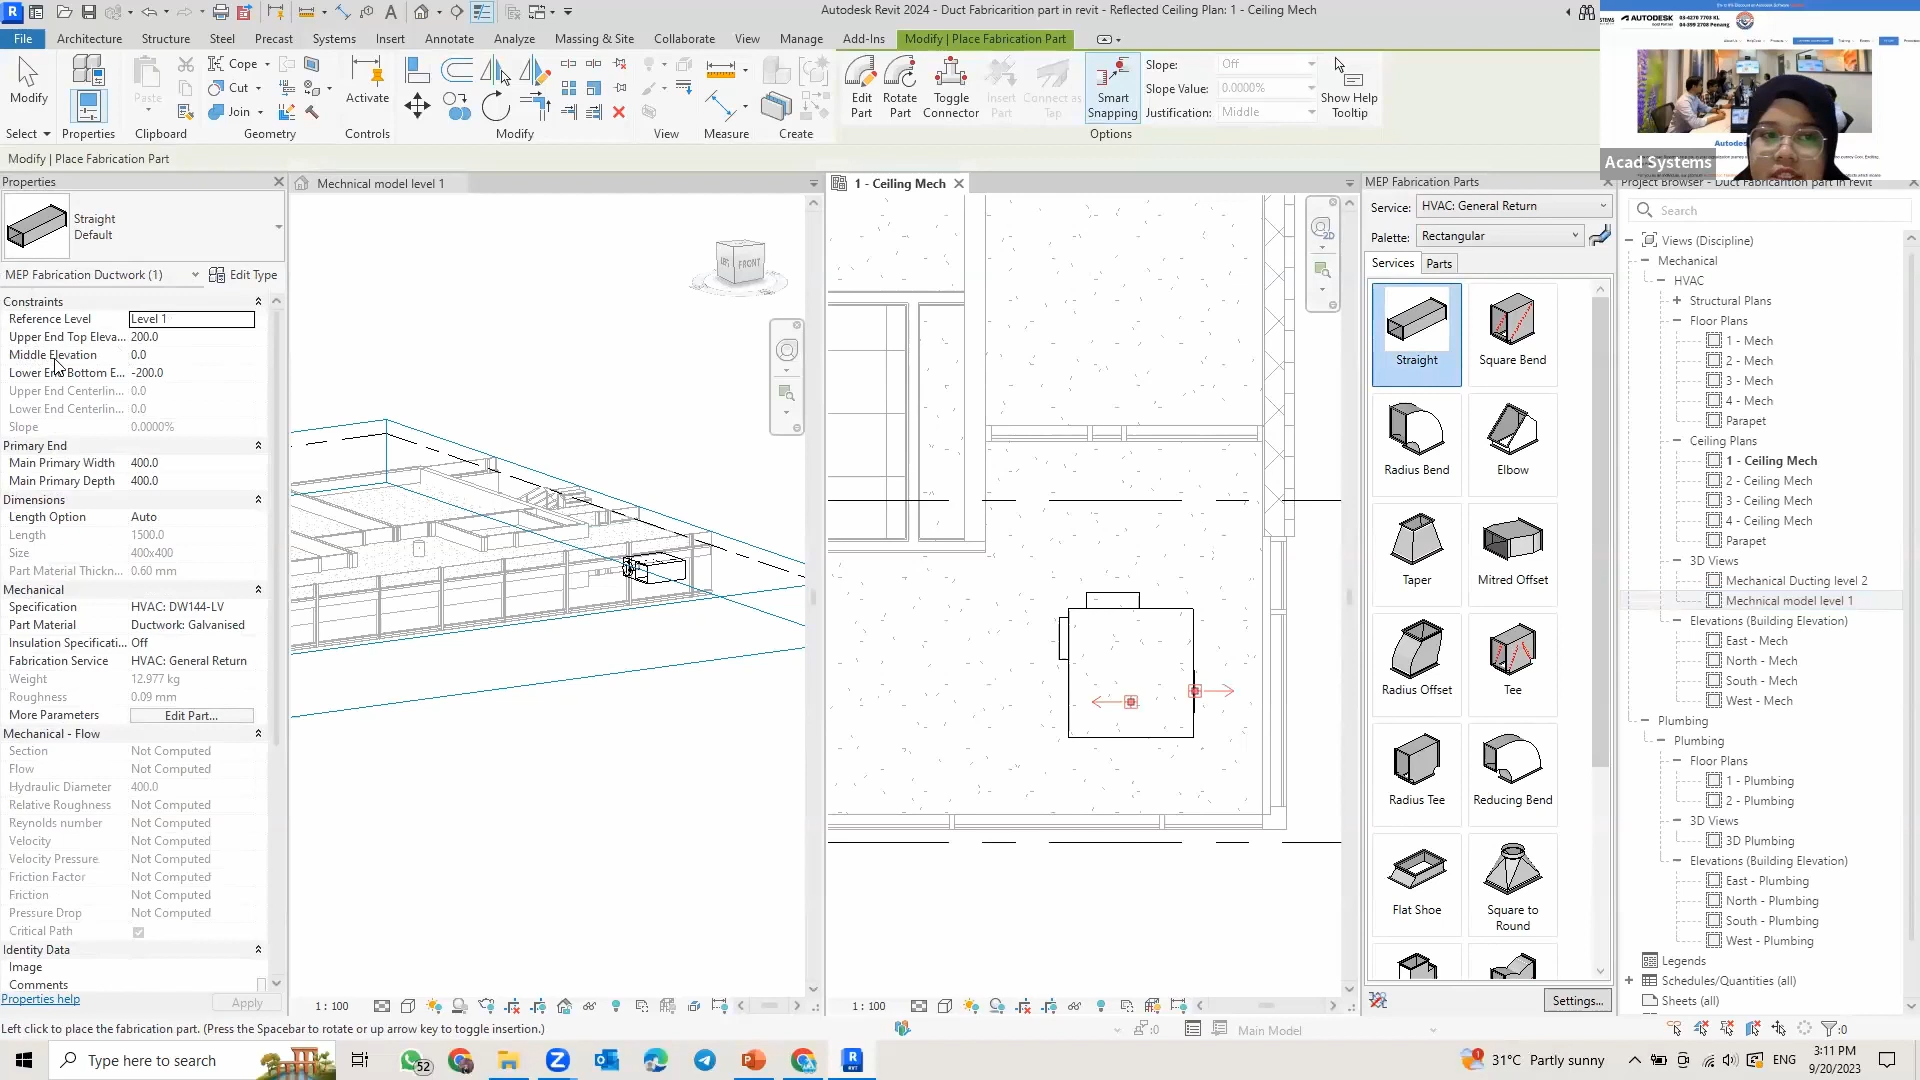 Autodesk Revit 2024 - Duct Fabricarition part in revit - Reflected Ceiling Plan: 1 - Ceiling Mech
File Architecture Structure Steel Precast Systems Insert Annotate Analyze Massing & Site Collaborate View Manage Add-Ins Modify | Place Fabrication Part
Modify
Select
Properties
Paste
Clipboard
Cope
Cut
Join
Geometry
Activate
Controls
Modify
View
Measure
Create
Edit Part
Rotate Part
Toggle Connector
Insert Part
Connect as Tap
Smart Snapping
Slope: Off
Slope Value: 0.0000%
Justification: Middle
Show Help Tooltip
Options
AUTODESK
03-4270 7703 KL
04-399 2708 Penang
Acad Systems
Modify | Place Fabrication Part
Properties
Straight
Default
MEP Fabrication Ductwork (1)
Edit Type
Constraints
Reference Level Level 1
Upper End Top Eleva... 200.0
Middle Elevation 0.0
Lower End Bottom E... -200.0
Upper End Centerlin... 0.0
Lower End Centerlin... 0.0
Slope 0.0000%
Primary End
Main Primary Width 400.0
Main Primary Depth 400.0
Dimensions
Length Option Auto
Length 1500.0
Size 400x400
Part Material Thickn... 0.60 mm
Mechanical
Specification HVAC: DW144-LV
Part Material Ductwork: Galvanised
Insulation Specificati... Off
Fabrication Service HVAC: General Return
Weight 12.977 kg
Roughness 0.09 mm
More Parameters Edit Part...
Mechanical - Flow
Section Not Computed
Flow Not Computed
Hydraulic Diameter 400.0
Relative Roughness Not Computed
Reynolds number Not Computed
Velocity Not Computed
Velocity Pressure Not Computed
Friction Factor Not Computed
Friction Not Computed
Pressure Drop Not Computed
Critical Path
Identity Data
Image
Comments
Properties help Apply
Mechnical model level 1
LEFT FRONT
1 : 100
1 - Ceiling Mech
2D
1 : 100
MEP Fabrication Parts
Service: HVAC: General Return
Palette: Rectangular
Services Parts
Straight Square Bend
Radius Bend Elbow
Taper Mitred Offset
Radius Offset Tee
Radius Tee Reducing Bend
Flat Shoe Square to Round
Settings...
Project Browser - Duct Fabricarition part in revit
Search
Views (Discipline)
Mechanical
HVAC
Structural Plans
Floor Plans
1 - Mech
2 - Mech
3 - Mech
4 - Mech
Parapet
Ceiling Plans
1 - Ceiling Mech
2 - Ceiling Mech
3 - Ceiling Mech
4 - Ceiling Mech
Parapet
3D Views
Mechanical Ducting level 2
Mechnical model level 1
Elevations (Building Elevation)
East - Mech
North - Mech
South - Mech
West - Mech
Plumbing
Plumbing
Floor Plans
1 - Plumbing
2 - Plumbing
3D Views
3D Plumbing
Elevations (Building Elevation)
East - Plumbing
North - Plumbing
South - Plumbing
West - Plumbing
Legends
Schedules/Quantities (all)
Sheets (all)
Left click to place the fabrication part. (Press the Spacebar to rotate or up arrow key to toggle insertion.)
:0
Main Model
:0
Type here to search
52
31°C Partly sunny
ENG
3:11 PM
9/20/2023